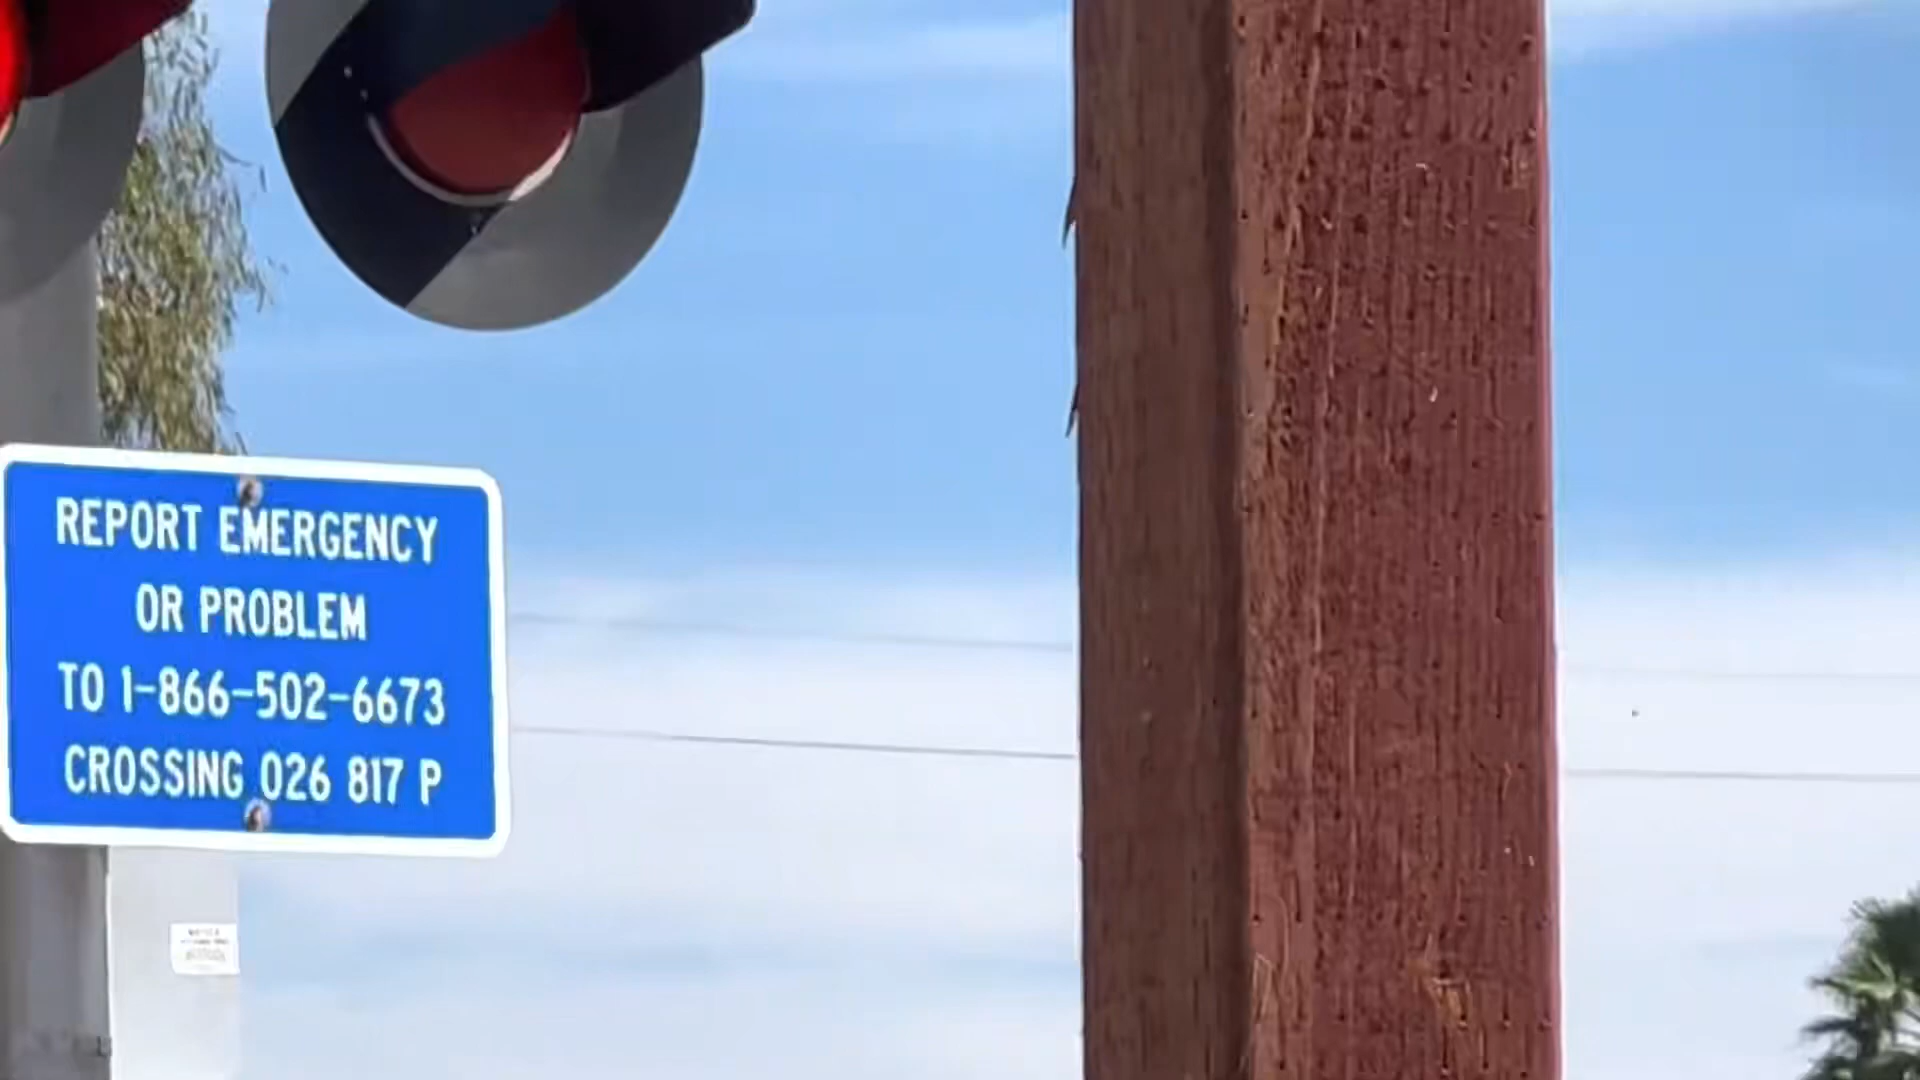 REPORT EMERGENCY
OR PROBLEM
TO 1-866-502-6673
CROSSING 026 817 P